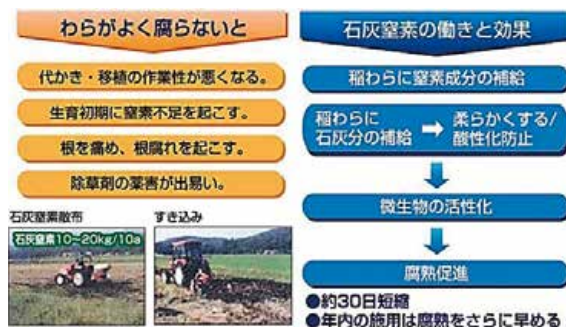 わらがよく腐らないと
代かき・移植の作業性が悪くなる。
生育初期に窒素不足を起こす。
根を痛め、根腐れを起こす。
除草剤の薬害が出易い。
石灰窒素散布
石灰窒素10~20kg/10a
すき込み
石灰窒素の働きと効果
稲わらに窒素成分の補給
稲わらに
石灰分の補給
➡
柔らかくする/
酸性化防止
微生物の活性化
腐熟促進
●約30日短縮
●年内の施用は腐熟をさらに早める